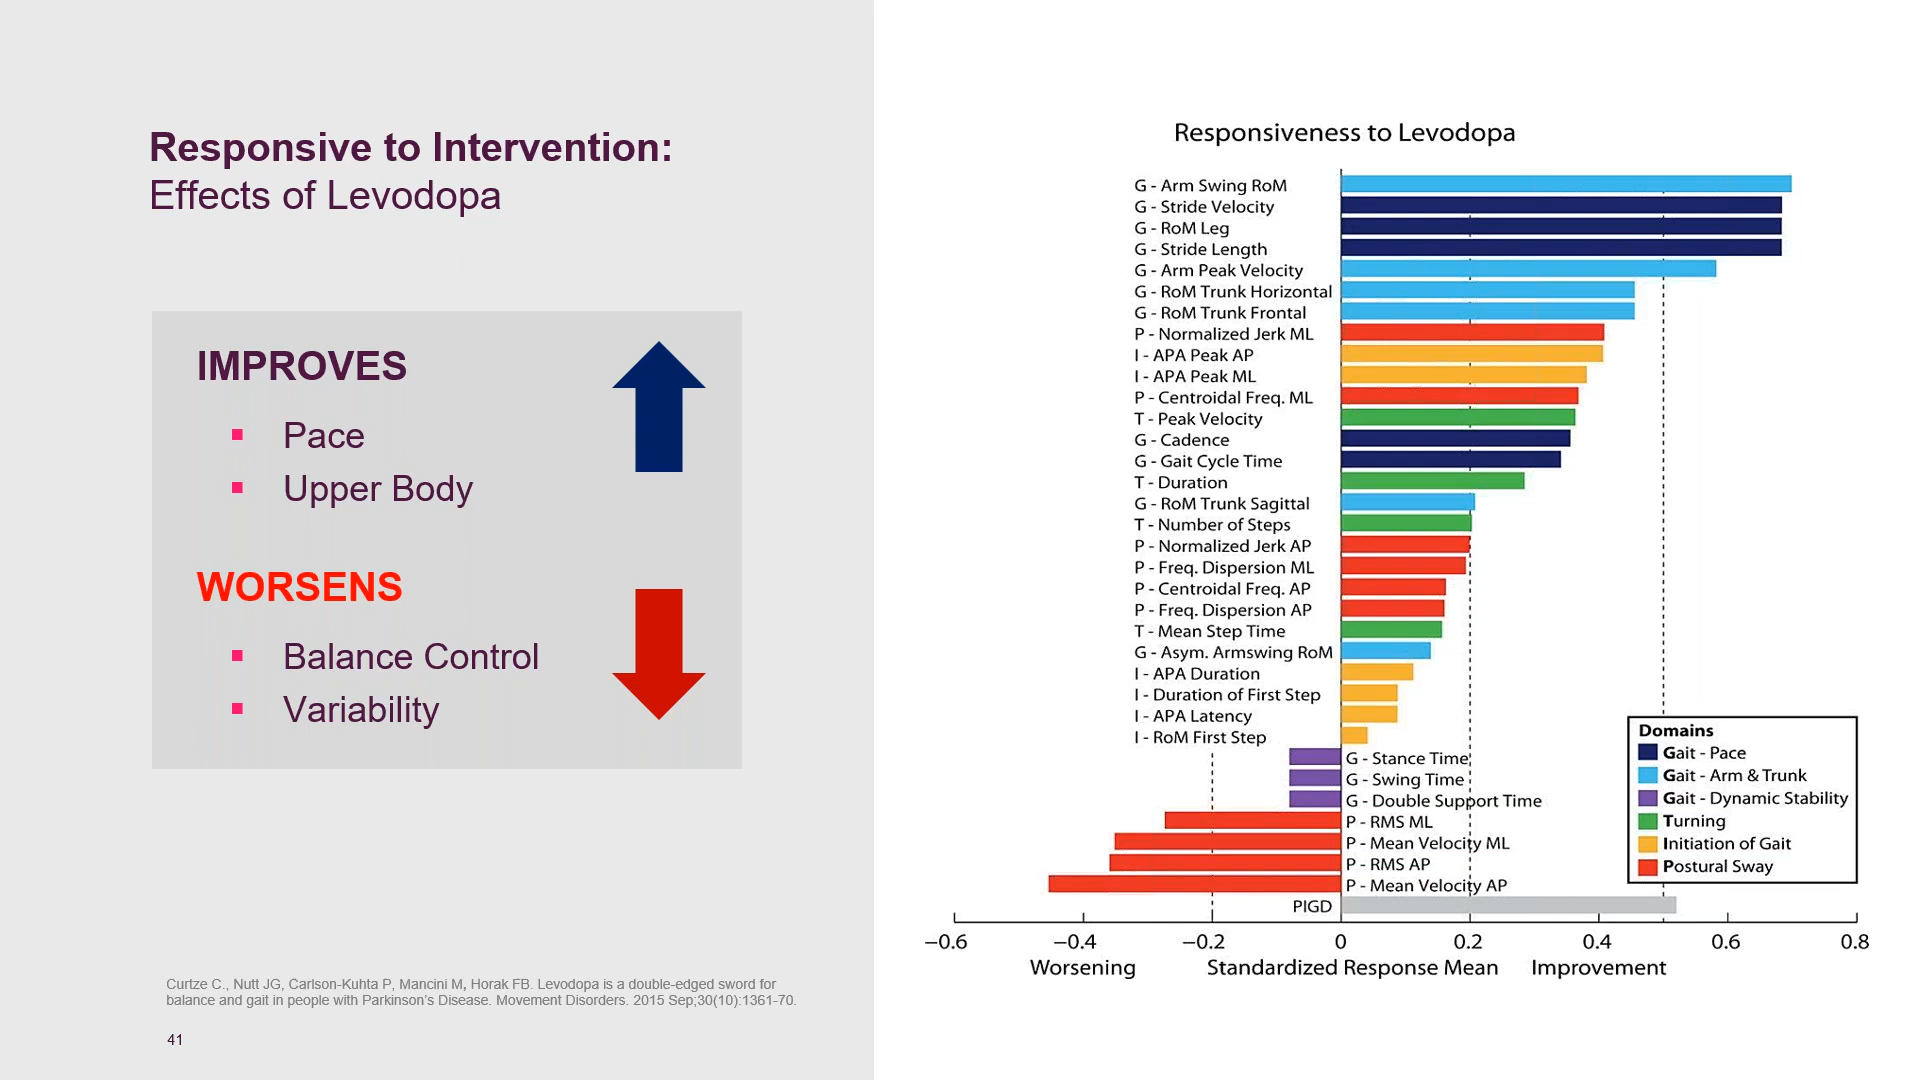 Responsive to Intervention:
Effects of Levodopa
IMPROVES
Pace
Upper Body
WORSENS
Balance Control
Variability
Curtze C., Nutt JG, Carlson-Kuhta P, Mancini M, Horak FB. Levodopa is a double-edged sword for
balance and gait in people with Parkinson's Disease. Movement Disorders. 2015 Sep;30(10):1361-70.
41
Responsiveness to Levodopa
G - Arm Swing RoM
G - Stride Velocity
G - RoM Leg
G - Stride Length
G - Arm Peak Velocity
G - RoM Trunk Horizontal
G - RoM Trunk Frontal
P - Normalized Jerk ML
I - APA Peak AP
I - APA Peak ML
P - Centroidal Freq. ML
T - Peak Velocity
G - Cadence
G - Gait Cycle Time
T - Duration
G - RoM Trunk Sagittal
T - Number of Steps
P - Normalized Jerk AP
P - Freq. Dispersion ML
P - Centroidal Freq. AP
P - Freq. Dispersion AP
T - Mean Step Time
G - Asym. Armswing RoM
I - APA Duration
I - Duration of First Step
I - APA Latency
I - RoM First Step
G - Stance Time
G - Swing Time
G - Double Support Time
P - RMS ML
P - Mean Velocity ML
P - RMS AP
P - Mean Velocity AP
PIGD
Domains
Gait - Pace
Gait - Arm & Trunk
Gait - Dynamic Stability
Turning
Initiation of Gait
Postural Sway
−0.6 −0.4 −0.2 0 0.2 0.4 0.6 0.8
Worsening Standardized Response Mean Improvement